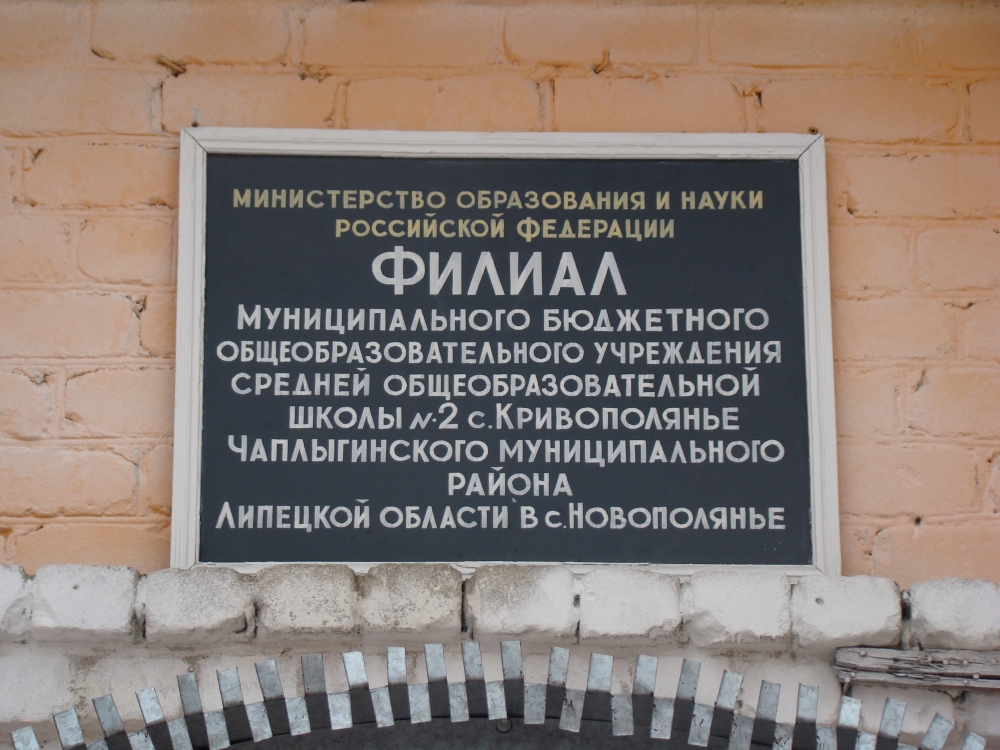 МИНИСТЕРСТВО ОБРАЗОВАНИЯ И НАУКИ
РОССИЙСКОЙ ФЕДЕРАЦИИ
ФИЛИАЛ
МУНИЦИПАЛЬНОГО БЮДЖЕТНОГО
ОБЩЕОБРАЗОВАТЕЛЬНОГО УЧРЕЖДЕНИЯ
СРЕДНЕЙ ОБЩЕОБРАЗОВАТЕЛЬНОЙ
ШКОЛЫ №2 с.КРИВОПОЛЯНЬЕ
ЧАПЛЫГИНСКОГО МУНИЦИПАЛЬНОГО
РАЙОНА
ЛИПЕЦКОЙ ОБЛАСТИ В с.НОВОПОЛЯНЬЕ